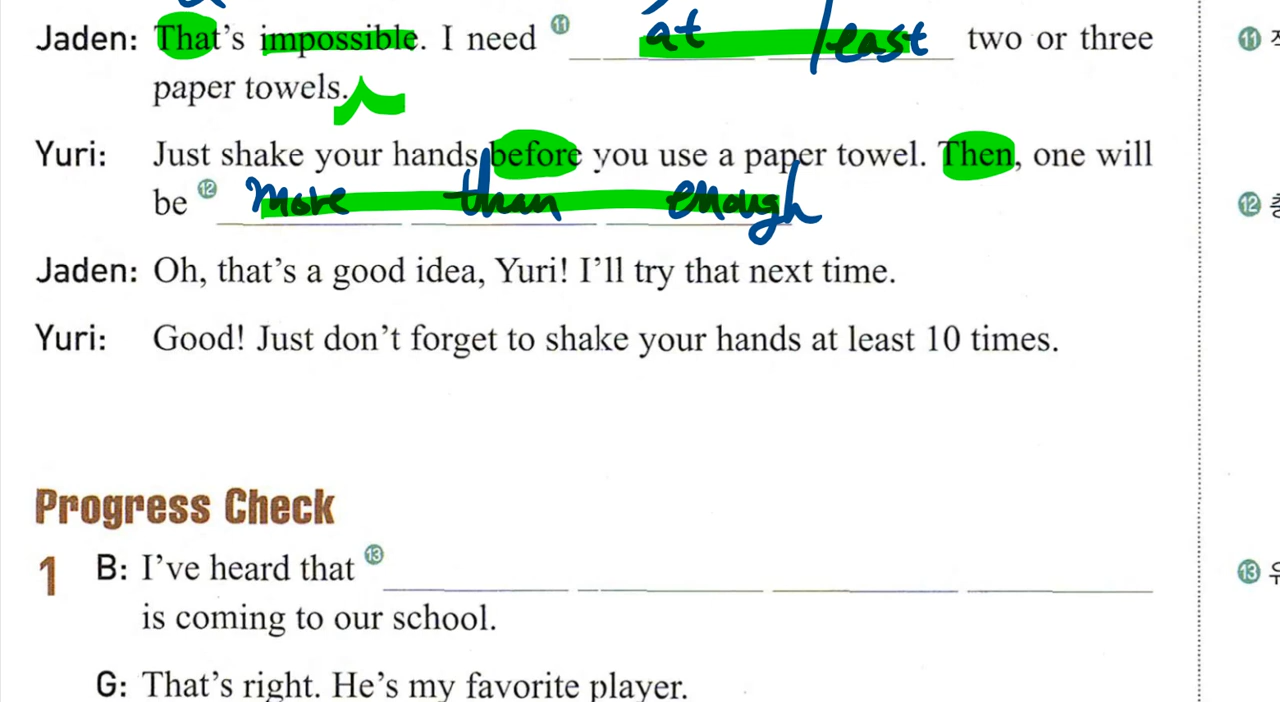 Jaden: That's impossible. I need ⑪ at least two or three ⑪
paper towels.
Yuri: Just shake your hands before you use a paper towel. Then, one will
be ⑫ more than enough ⑫
Jaden: Oh, that's a good idea, Yuri! I'll try that next time.
Yuri: Good! Just don't forget to shake your hands at least 10 times.
Progress Check
1 B: I've heard that ⑬ ⑬
is coming to our school.
G: That's right. He's my favorite player.